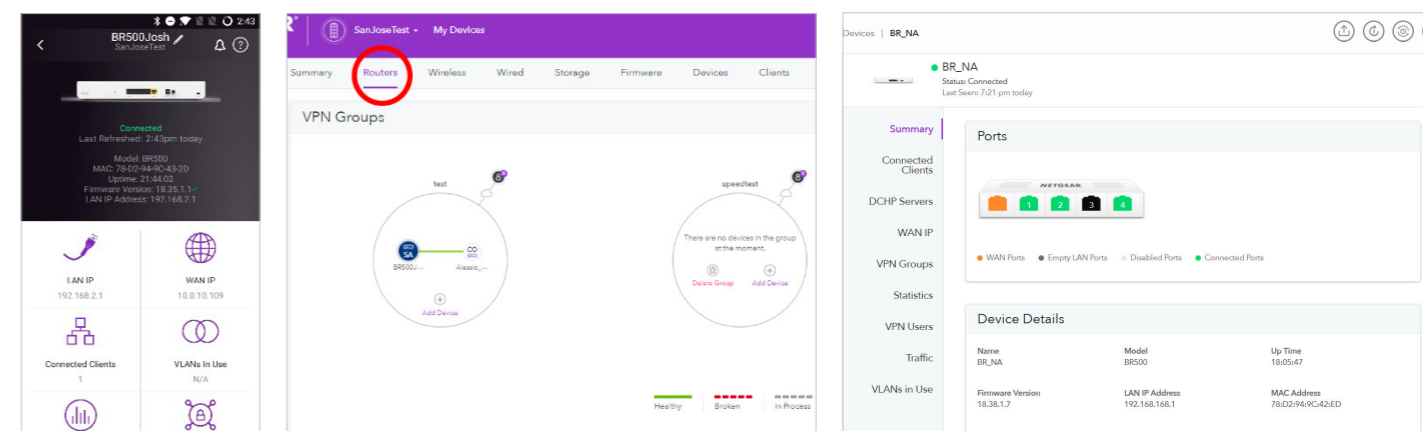 2:43
BR500Josh
SanJoseTest
Connected
Last Refreshed: 2:43pm today
Model: BR500
MAC: 78-D2-94-9C-43-2D
Uptime: 21:44:02
Firmware Version: 18.35.1.1
LAN IP Address: 192.168.2.1
LAN IP
192.168.2.1
WAN IP
10.0.10.109
Connected Clients
1
VLANs In Use
N/A
R®
SanJoseTest
My Devices
Summary Routers Wireless Wired Storage Firmware Devices Clients
VPN Groups
test
SA
CO
BR500J---
Alessio_---
Add Device
speedtest
There are no devices in the group
at the moment.
Delete Group
Add Device
Healthy Broken In Process
Devices | BR_NA
BR_NA
Status: Connected
Last Seen: 7:21 pm today
Summary
Connected
Clients
DCHP Servers
WAN IP
VPN Groups
Statistics
VPN Users
Traffic
VLANs in Use
Ports
NETGEAR
1 2 3 4
WAN Ports Empty LAN Ports Disabled Ports Connected Ports
Device Details
Name Model Up Time
BR_NA BR500 18:05:47
Firmware Version LAN IP Address MAC Address
18.38.1.7 192.168.168.1 78:D2:94:9C:42:ED